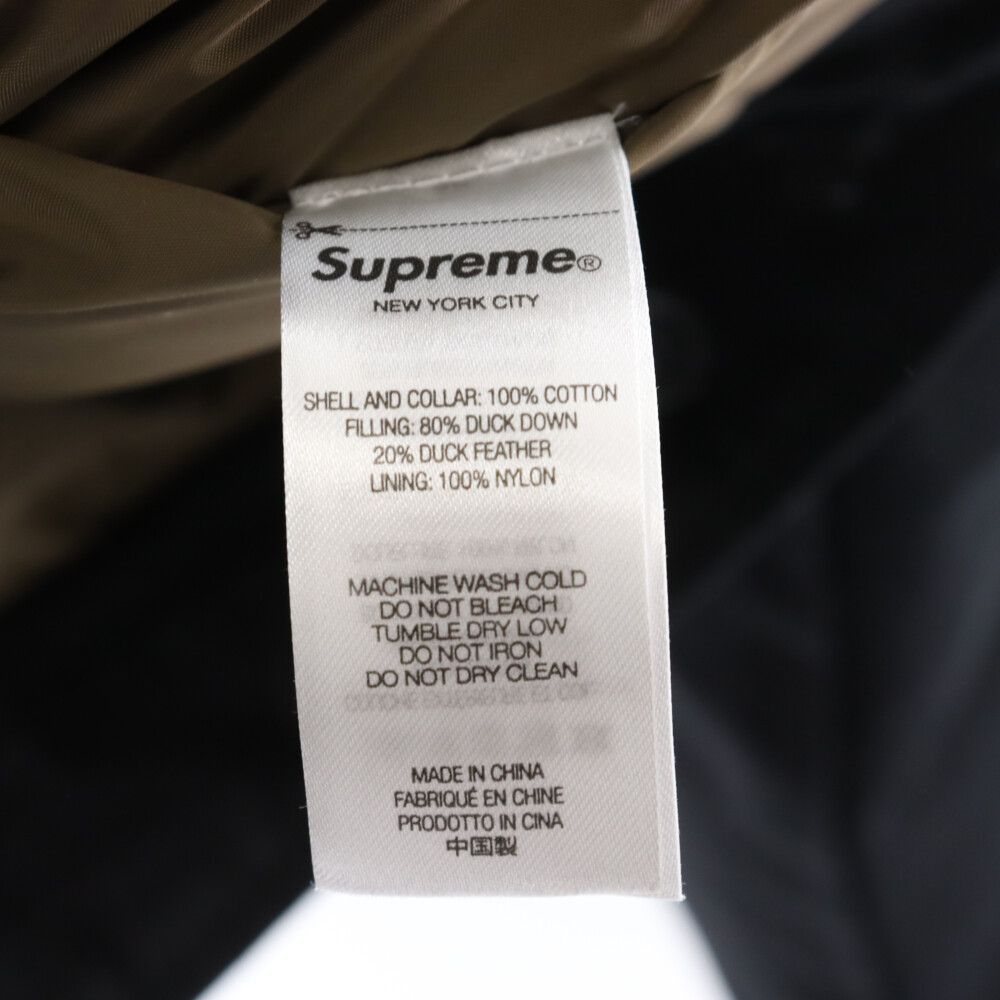 Supreme®
NEW YORK CITY
SHELL AND COLLAR: 100% COTTON
FILLING: 80% DUCK DOWN
20% DUCK FEATHER
LINING: 100% NYLON
MACHINE WASH COLD
DO NOT BLEACH
TUMBLE DRY LOW
DO NOT IRON
DO NOT DRY CLEAN
MADE IN CHINA
FABRIQUÉ EN CHINE
PRODOTTO IN CINA
中国製